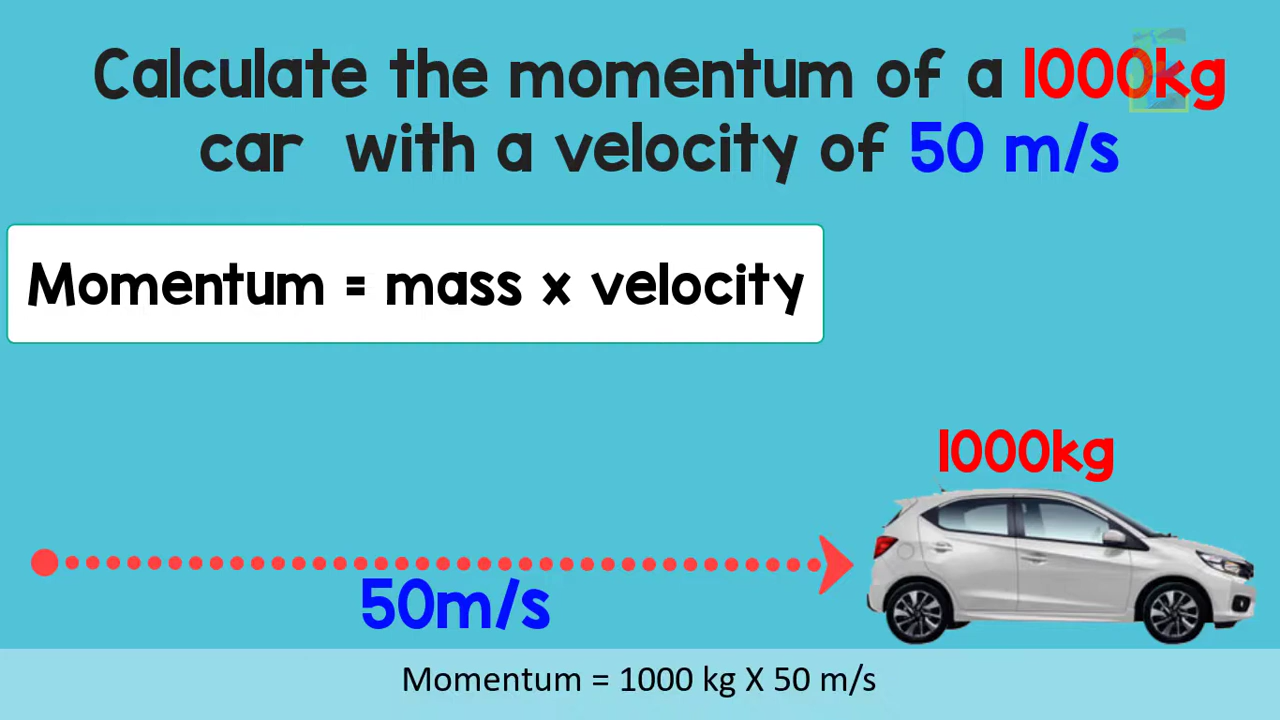 Calculate the momentum of a 1000kg
car with a velocity of 50 m/s
Momentum = mass x velocity
1000kg
50m/s
Momentum = 1000 kg X 50 m/s